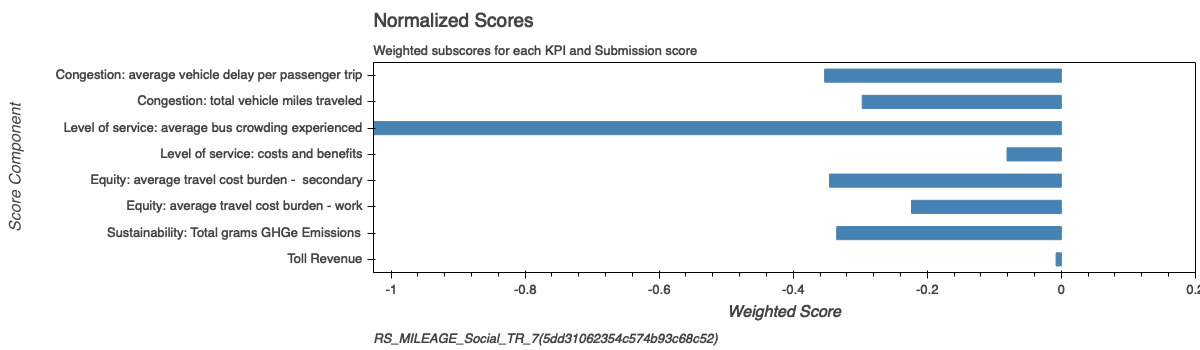 Normalized Scores
Weighted subscores for each KPI and Submission score
Score Component
Congestion: average vehicle delay per passenger trip
Congestion: total vehicle miles traveled
Level of service: average bus crowding experienced
Level of service: costs and benefits
Equity: average travel cost burden -  secondary
Equity: average travel cost burden - work
Sustainability: Total grams GHGe Emissions
Toll Revenue
-1 -0.8 -0.6 -0.4 -0.2 0 0.2
Weighted Score
RS_MILEAGE_Social_TR_7(5dd31062354c574b93c68c52)